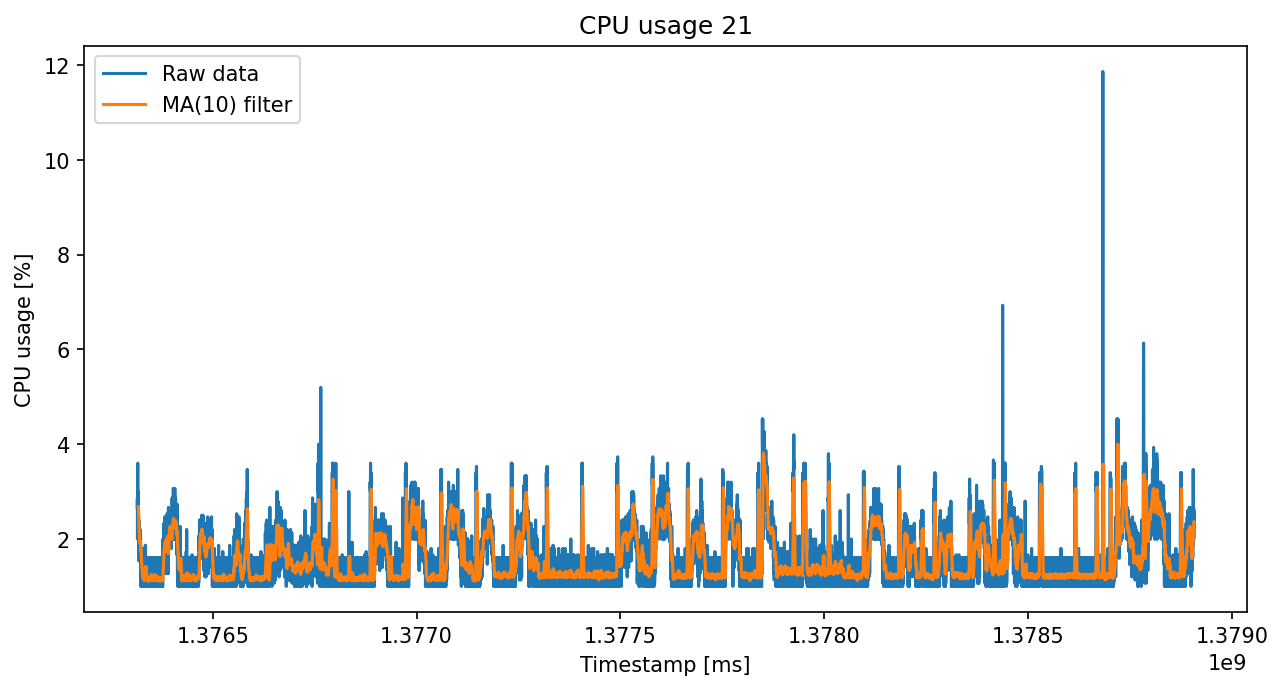 CPU usage 21
Raw data
MA(10) filter
CPU usage [%]
12
10
8
6
4
2
1.3765
1.3770
1.3775
1.3780
1.3785
1.3790
1e9
Timestamp [ms]